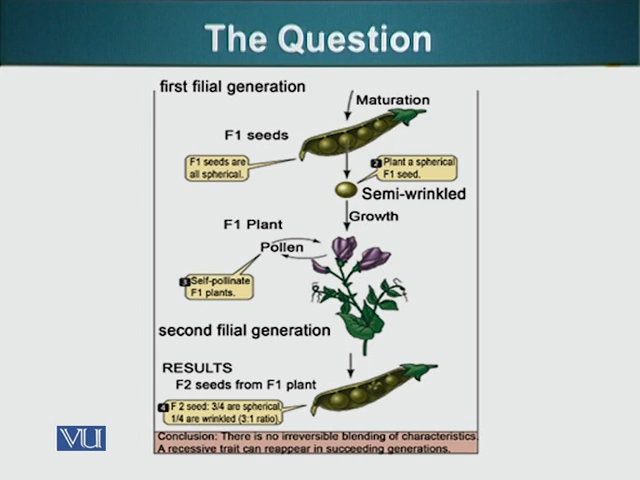 The Question
first filial generation
Maturation
F1 seeds
F1 seeds are
all spherical.
2 Plant a spherical
F1 seed.
Semi-wrinkled
Growth
F1 Plant
Pollen
3 Self-pollinate
F1 plants.
second filial generation
RESULTS
F2 seeds from F1 plant
4 F 2 seed: 3/4 are spherical,
1/4 are wrinkled (3:1 ratio).
VU
Conclusion: There is no irreversible blending of characteristics.
A recessive trait can reappear in succeeding generations.